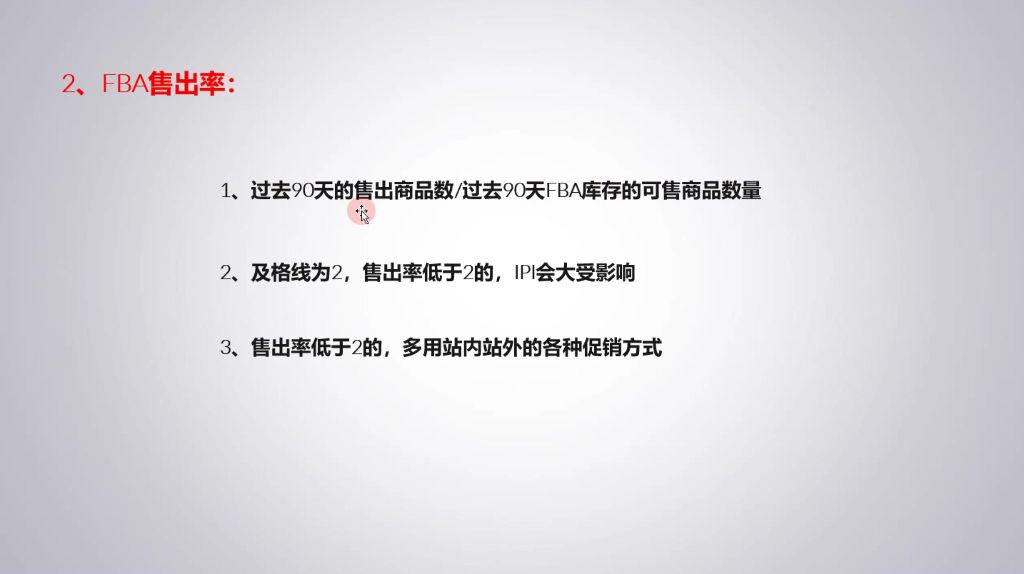 2、FBA售出率：
1、过去90天的售出商品数/过去90天FBA库存的可售商品数量
2、及格线为2，售出率低于2的，IPI会大受影响
3、售出率低于2的，多用站内站外的各种促销方式